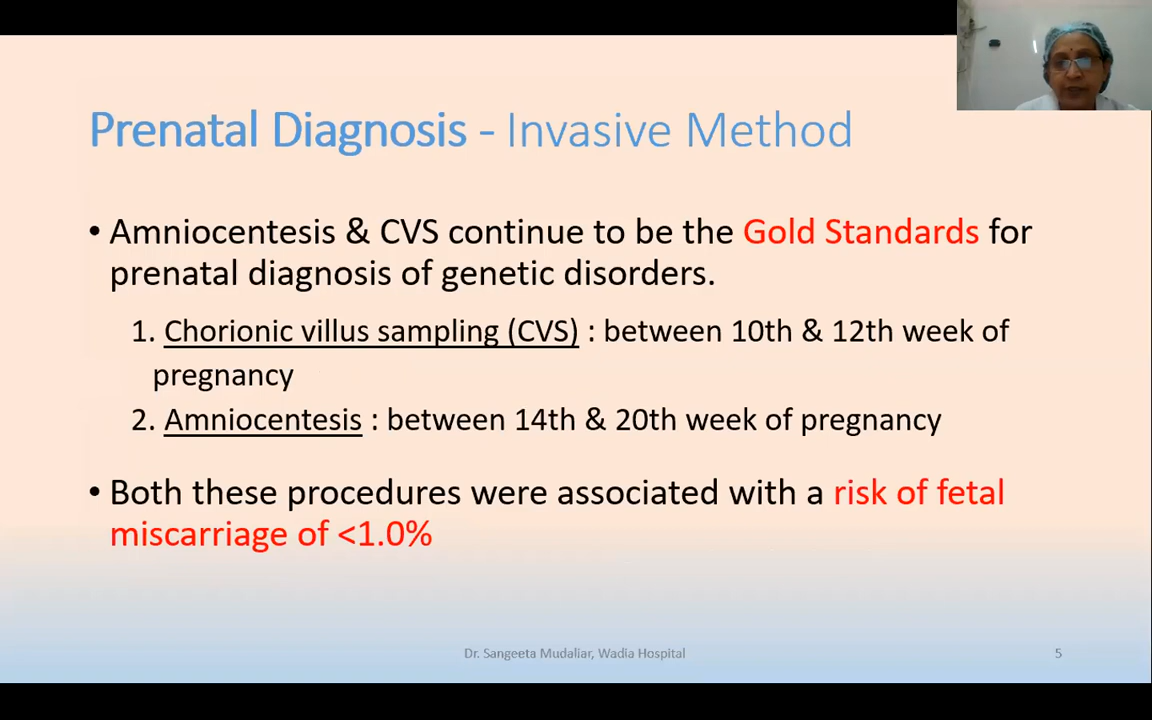 Prenatal Diagnosis - Invasive Method
• Amniocentesis & CVS continue to be the Gold Standards for
prenatal diagnosis of genetic disorders.
1. Chorionic villus sampling (CVS) : between 10th & 12th week of
pregnancy
2. Amniocentesis : between 14th & 20th week of pregnancy
• Both these procedures were associated with a risk of fetal
miscarriage of <1.0%
Dr. Sangeeta Mudaliar, Wadia Hospital
5